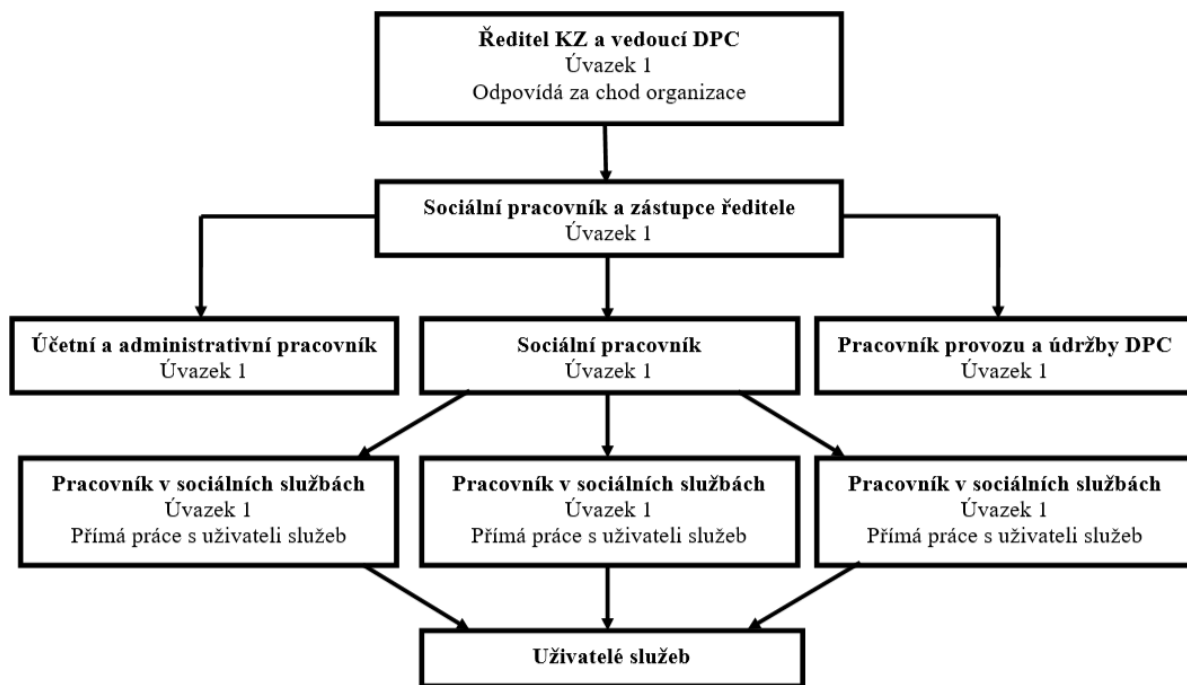 Ředitel KZ a vedoucí DPC
Úvazek 1
Odpovídá za chod organizace
Sociální pracovník a zástupce ředitele
Úvazek 1
Účetní a administrativní pracovník
Úvazek 1
Sociální pracovník
Úvazek 1
Pracovník provozu a údržby DPC
Úvazek 1
Pracovník v sociálních službách
Úvazek 1
Přímá práce s uživateli služeb
Pracovník v sociálních službách
Úvazek 1
Přímá práce s uživateli služeb
Pracovník v sociálních službách
Úvazek 1
Přímá práce s uživateli služeb
Uživatelé služeb